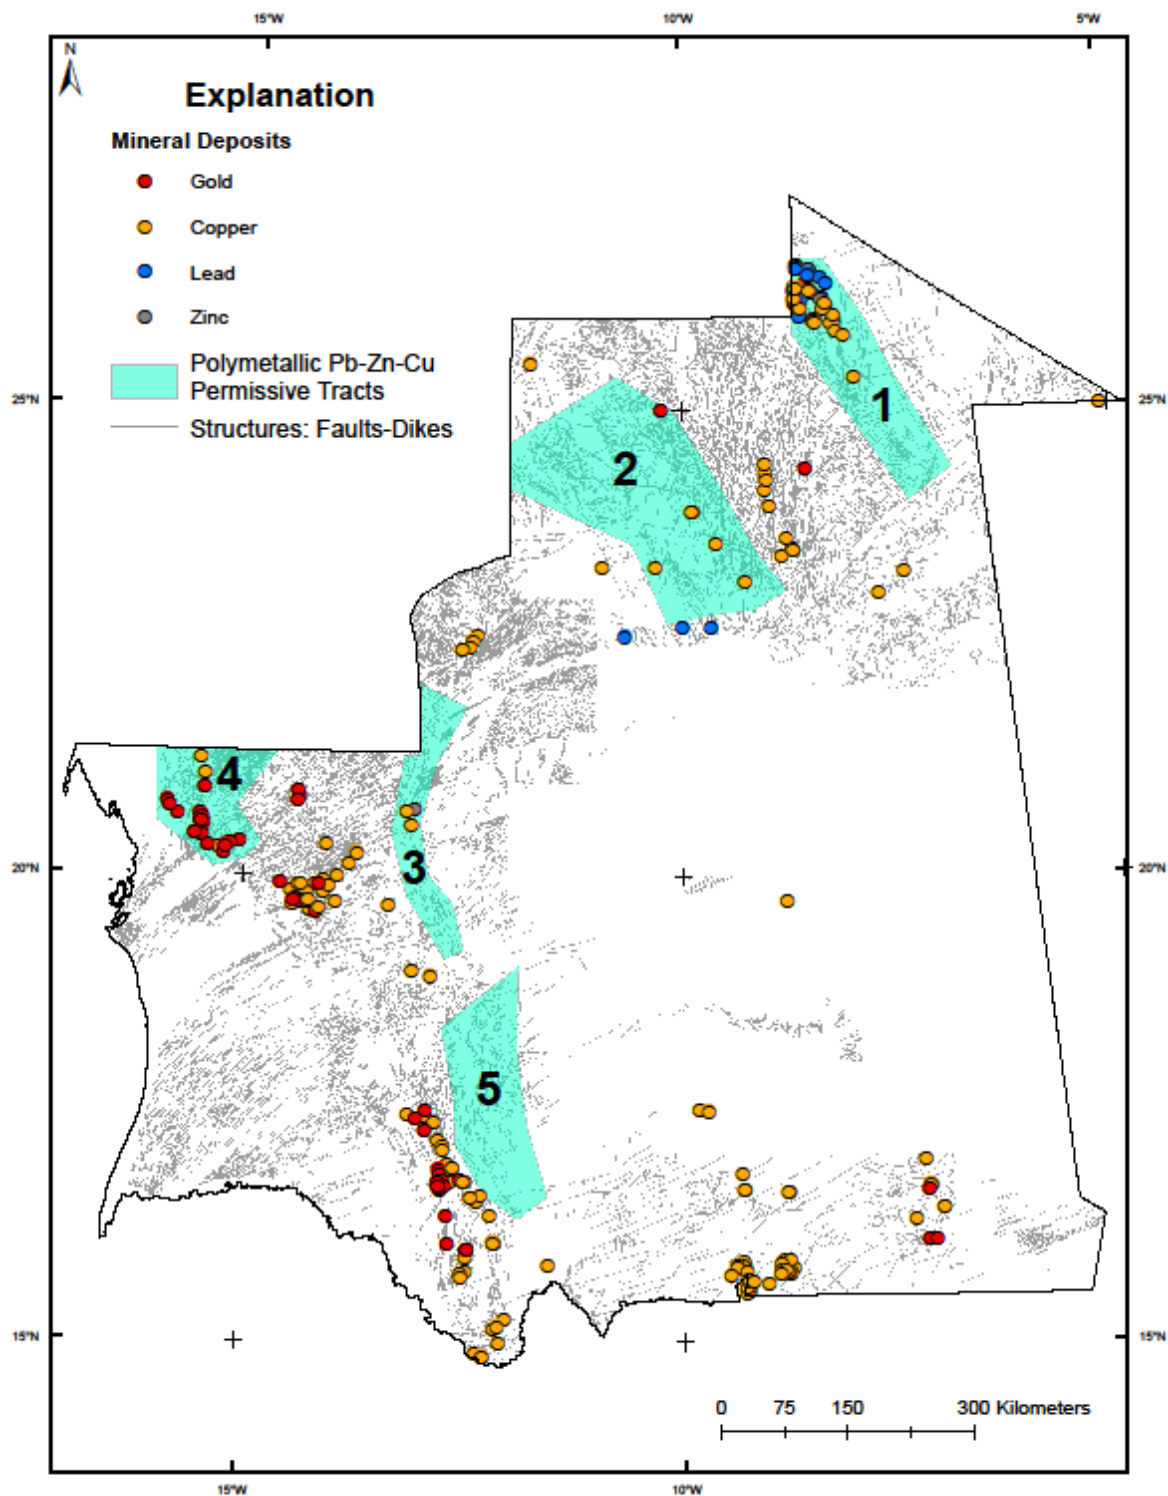 15°W 10°W 5°W
N
Explanation
Mineral Deposits
Gold
Copper
Lead
Zinc
Polymetallic Pb-Zn-Cu
Permissive Tracts
Structures: Faults-Dikes
25°N 25°N
1
2
4
3
20°N 20°N
5
15°N 15°N
0 75 150 300 Kilometers
15°W 10°W